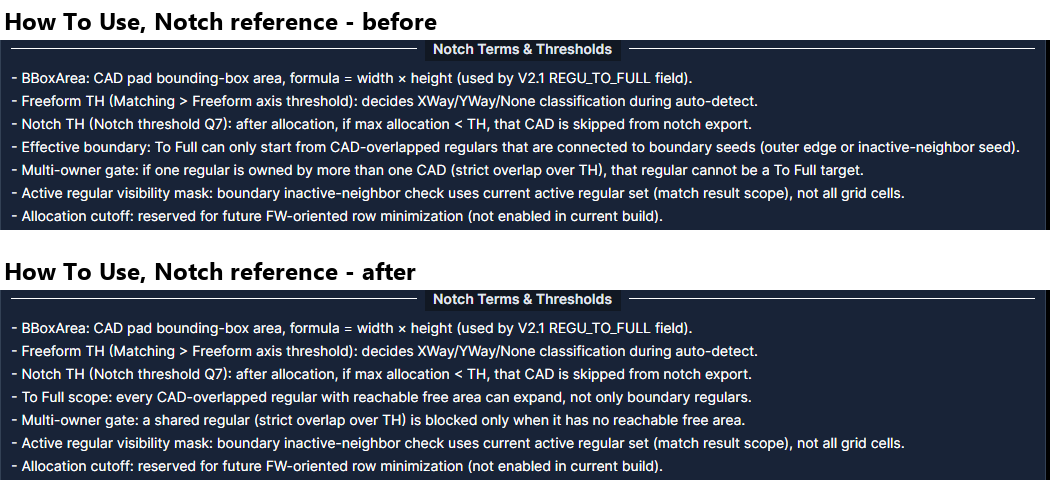 How To Use, Notch reference - before
Notch Terms & Thresholds
- BBoxArea: CAD pad bounding-box area, formula = width × height (used by V2.1 REGU_TO_FULL field).
- Freeform TH (Matching > Freeform axis threshold): decides XWay/YWay/None classification during auto-detect.
- Notch TH (Notch threshold Q7): after allocation, if max allocation < TH, that CAD is skipped from notch export.
- Effective boundary: To Full can only start from CAD-overlapped regulars that are connected to boundary seeds (outer edge or inactive-neighbor seed).
- Multi-owner gate: if one regular is owned by more than one CAD (strict overlap over TH), that regular cannot be a To Full target.
- Active regular visibility mask: boundary inactive-neighbor check uses current active regular set (match result scope), not all grid cells.
- Allocation cutoff: reserved for future FW-oriented row minimization (not enabled in current build).
How To Use, Notch reference - after
Notch Terms & Thresholds
- BBoxArea: CAD pad bounding-box area, formula = width × height (used by V2.1 REGU_TO_FULL field).
- Freeform TH (Matching > Freeform axis threshold): decides XWay/YWay/None classification during auto-detect.
- Notch TH (Notch threshold Q7): after allocation, if max allocation < TH, that CAD is skipped from notch export.
- To Full scope: every CAD-overlapped regular with reachable free area can expand, not only boundary regulars.
- Multi-owner gate: a shared regular (strict overlap over TH) is blocked only when it has no reachable free area.
- Active regular visibility mask: boundary inactive-neighbor check uses current active regular set (match result scope), not all grid cells.
- Allocation cutoff: reserved for future FW-oriented row minimization (not enabled in current build).